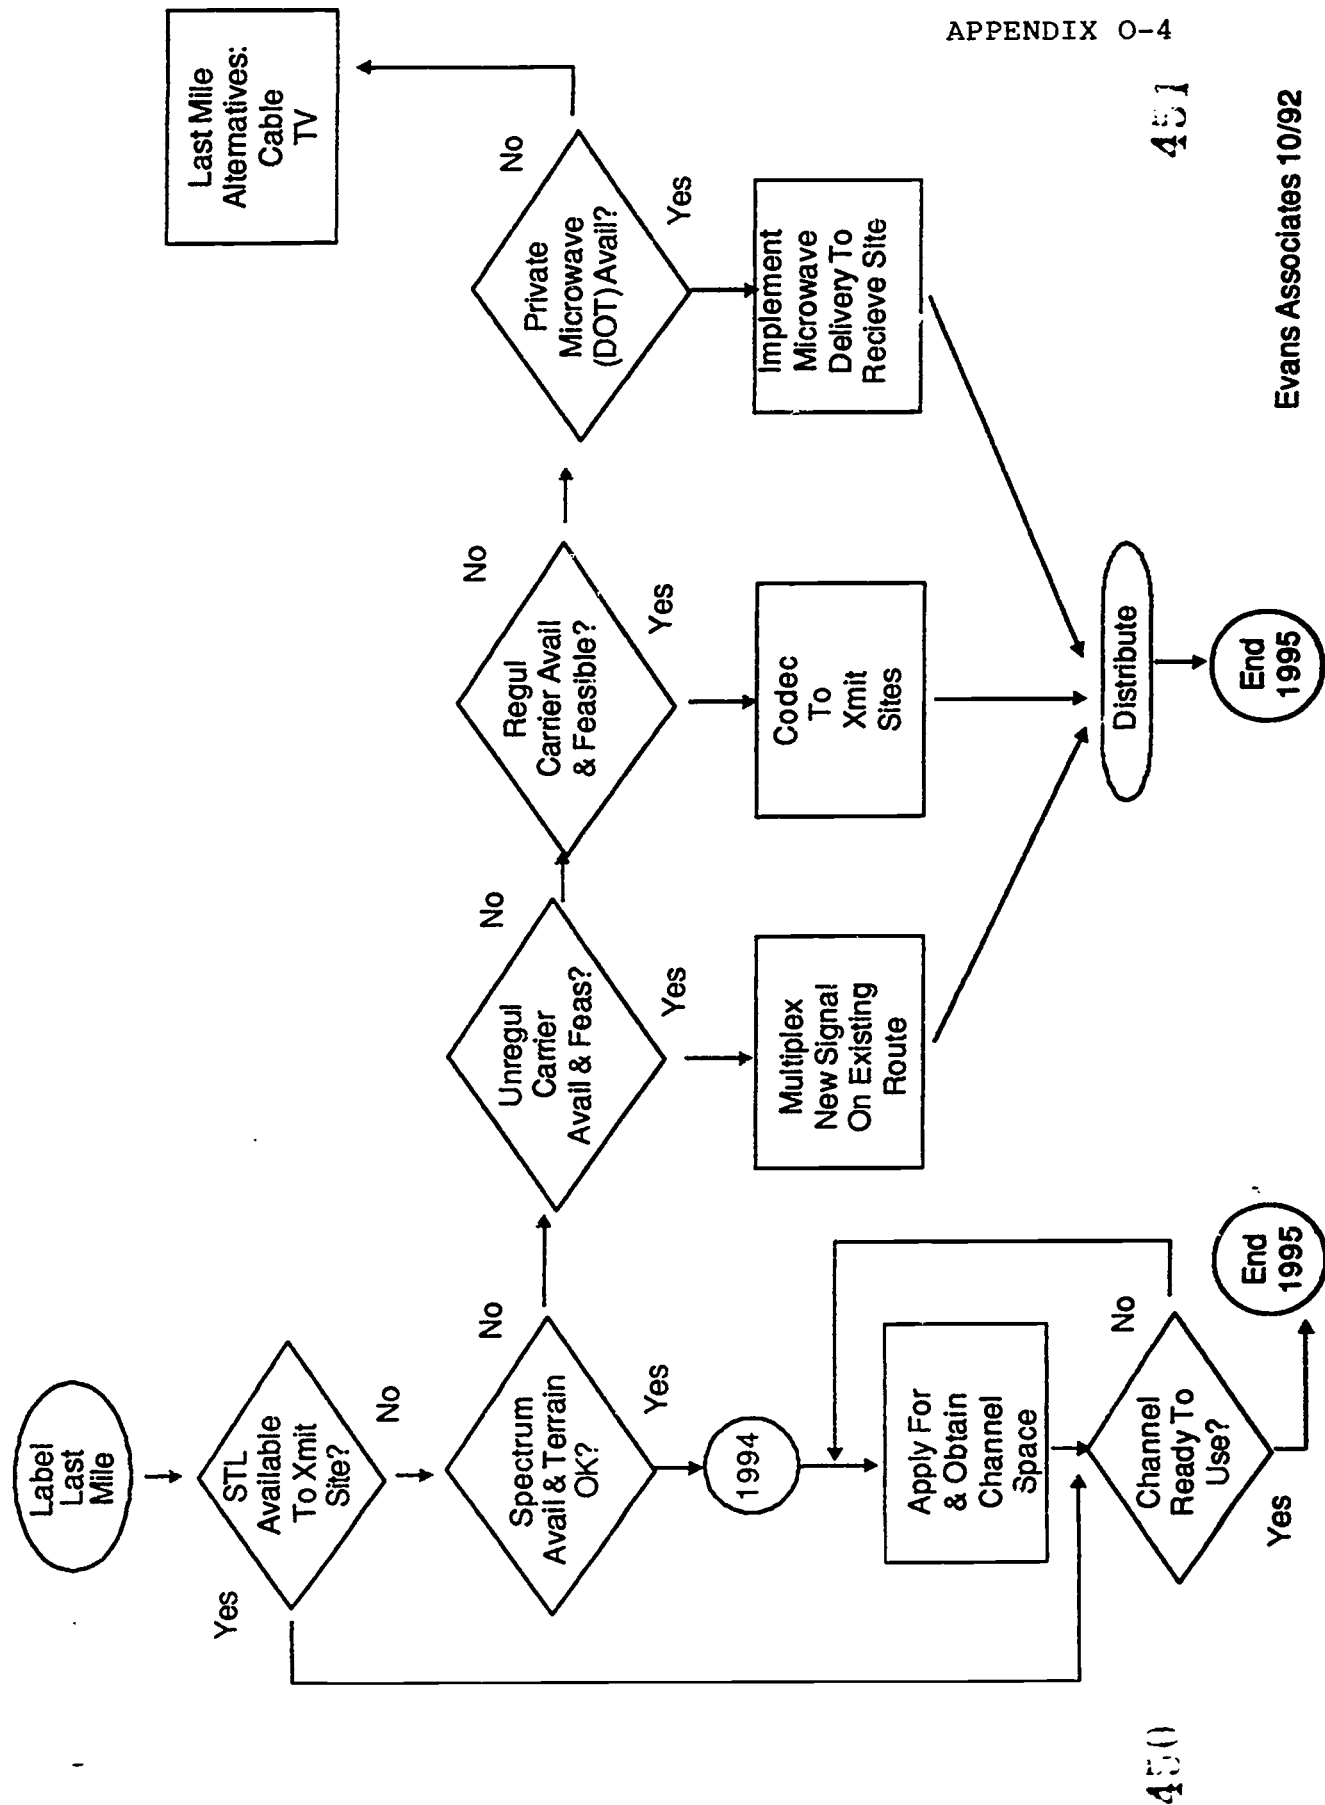 APPENDIX O-4
Label
Last
Mile
STL
Available
To Xmit
Site?
Yes
No
Spectrum
Avail & Terrain
OK?
No
Yes
1994
Apply For
& Obtain
Channel
Space
Channel
Ready To
Use?
No
Yes
End
1995
Unregul
Carrier
Avail & Feas?
No
Yes
Multiplex
New Signal
On Existing
Route
Regul
Carrier Avail
& Feasible?
No
Yes
Codec
To
Xmit
Sites
Private
Microwave
(DOT) Avail?
No
Yes
Implement
Microwave
Delivery To
Recieve Site
Last Mile
Alternatives:
Cable
TV
Distribute
End
1995
Evans Associates 10/92
450
451